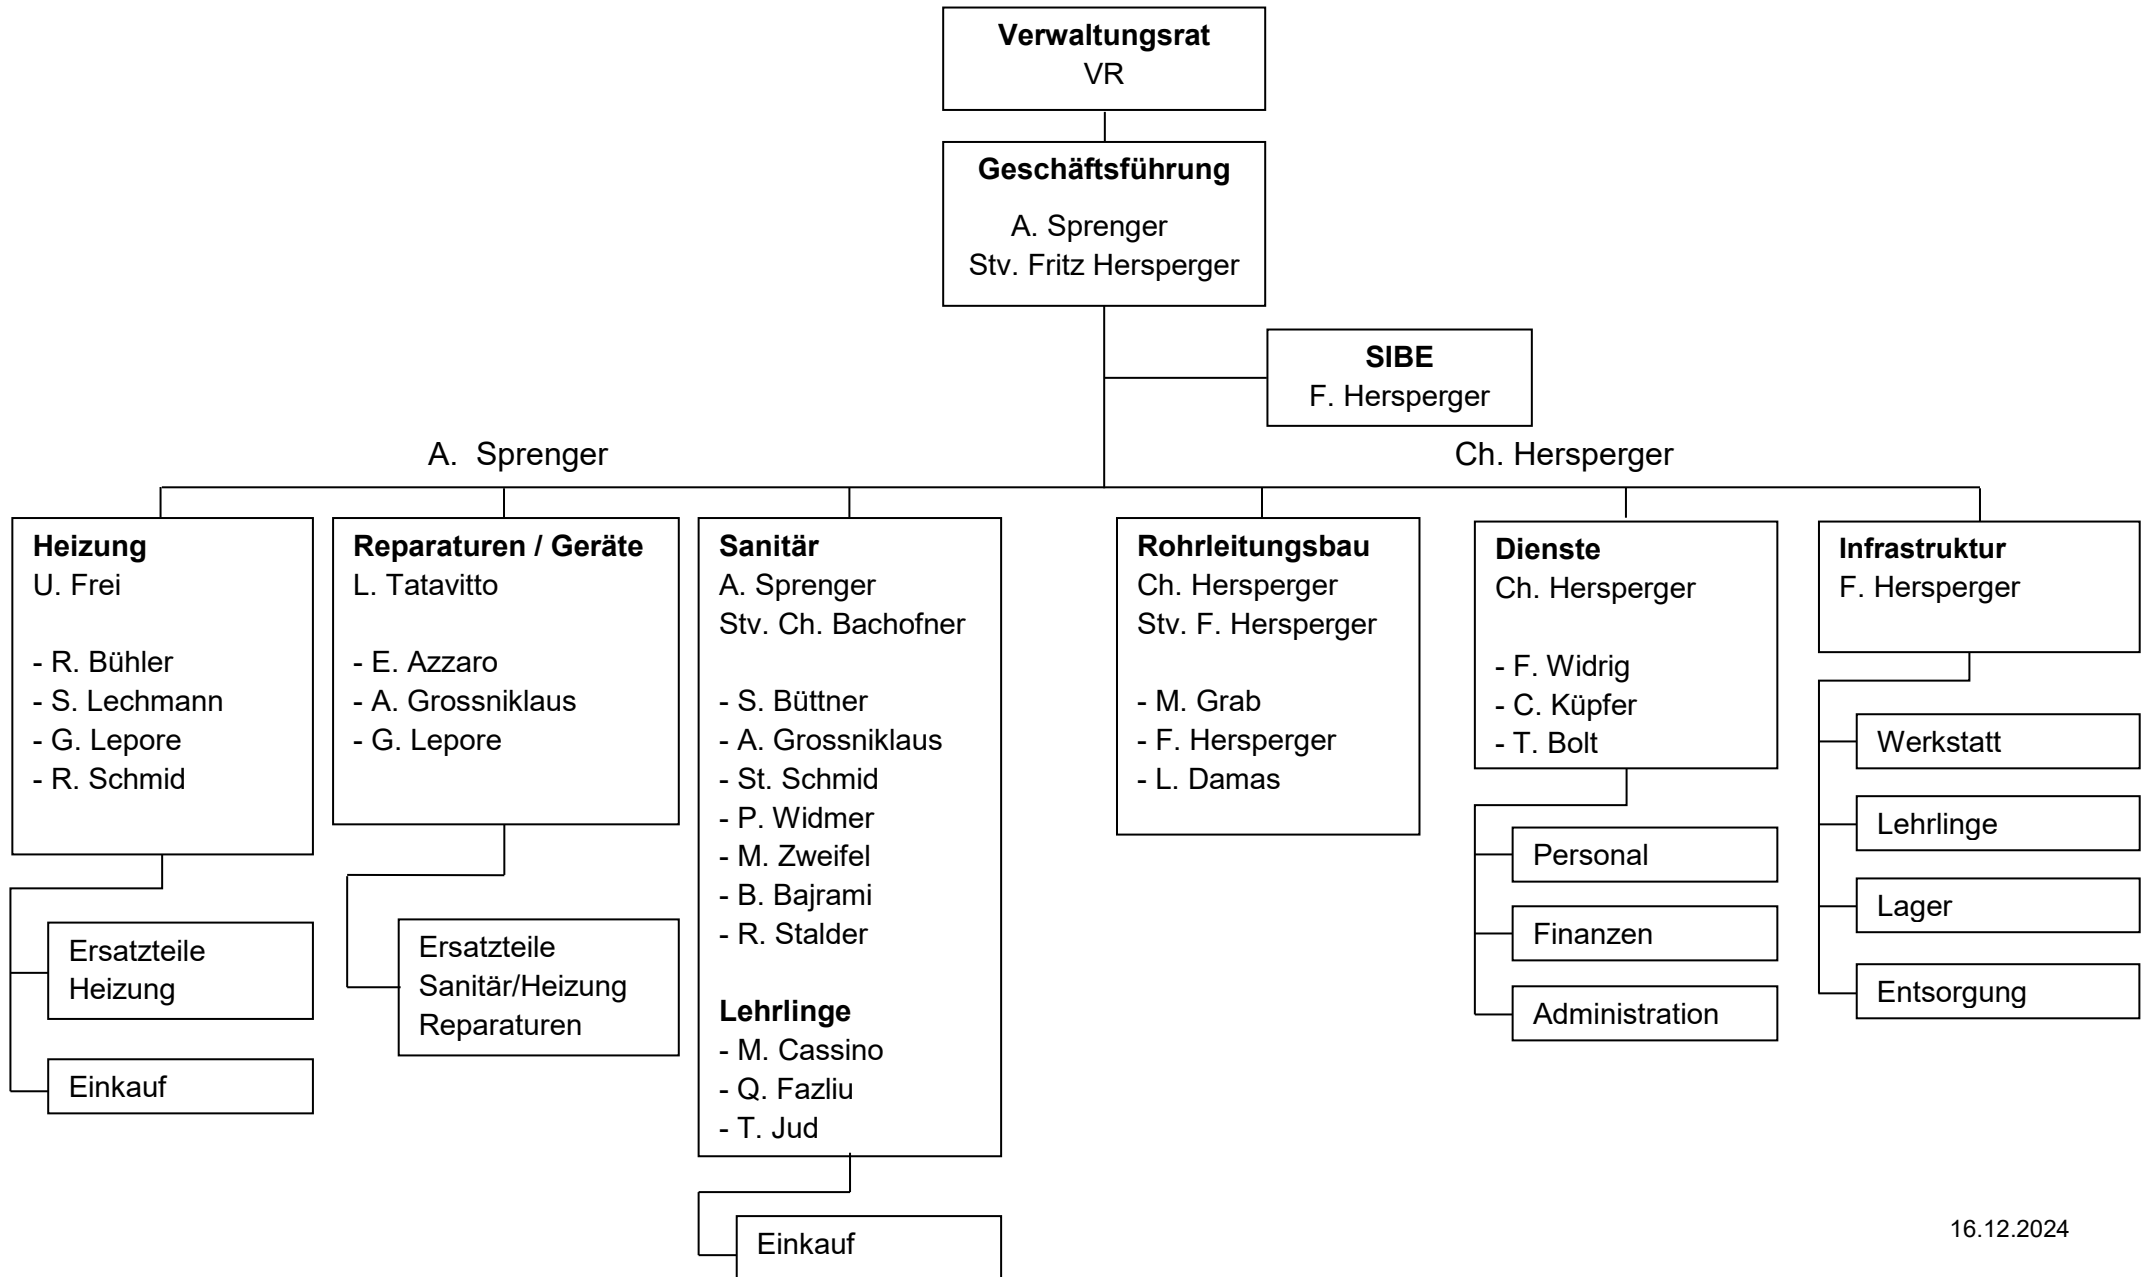 Verwaltungsrat
VR
Geschäftsführung
A. Sprenger
Stv. Fritz Hersperger
SIBE
F. Hersperger
A. Sprenger
Ch. Hersperger
Heizung
U. Frei
- R. Bühler
- S. Lechmann
- G. Lepore
- R. Schmid
Ersatzteile
Heizung
Einkauf
Reparaturen / Geräte
L. Tatavitto
- E. Azzaro
- A. Grossniklaus
- G. Lepore
Ersatzteile
Sanitär/Heizung
Reparaturen
Sanitär
A. Sprenger
Stv. Ch. Bachofner
- S. Büttner
- A. Grossniklaus
- St. Schmid
- P. Widmer
- M. Zweifel
- B. Bajrami
- R. Stalder
Lehrlinge
- M. Cassino
- Q. Fazliu
- T. Jud
Einkauf
Rohrleitungsbau
Ch. Hersperger
Stv. F. Hersperger
- M. Grab
- F. Hersperger
- L. Damas
Dienste
Ch. Hersperger
- F. Widrig
- C. Küpfer
- T. Bolt
Personal
Finanzen
Administration
Infrastruktur
F. Hersperger
Werkstatt
Lehrlinge
Lager
Entsorgung
16.12.2024